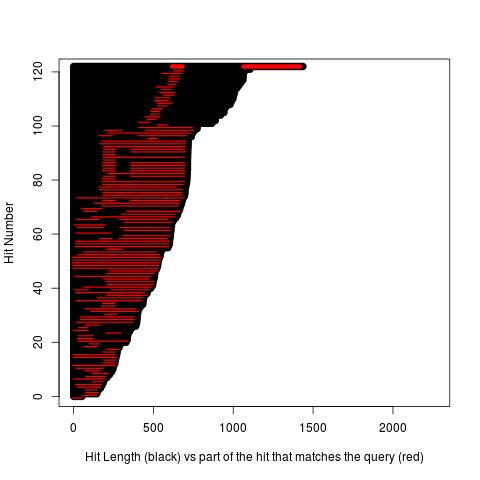 120
100
80
60
40
20
0
Hit Number
0 500 1000 1500 2000
Hit Length (black) vs part of the hit that matches the query (red)